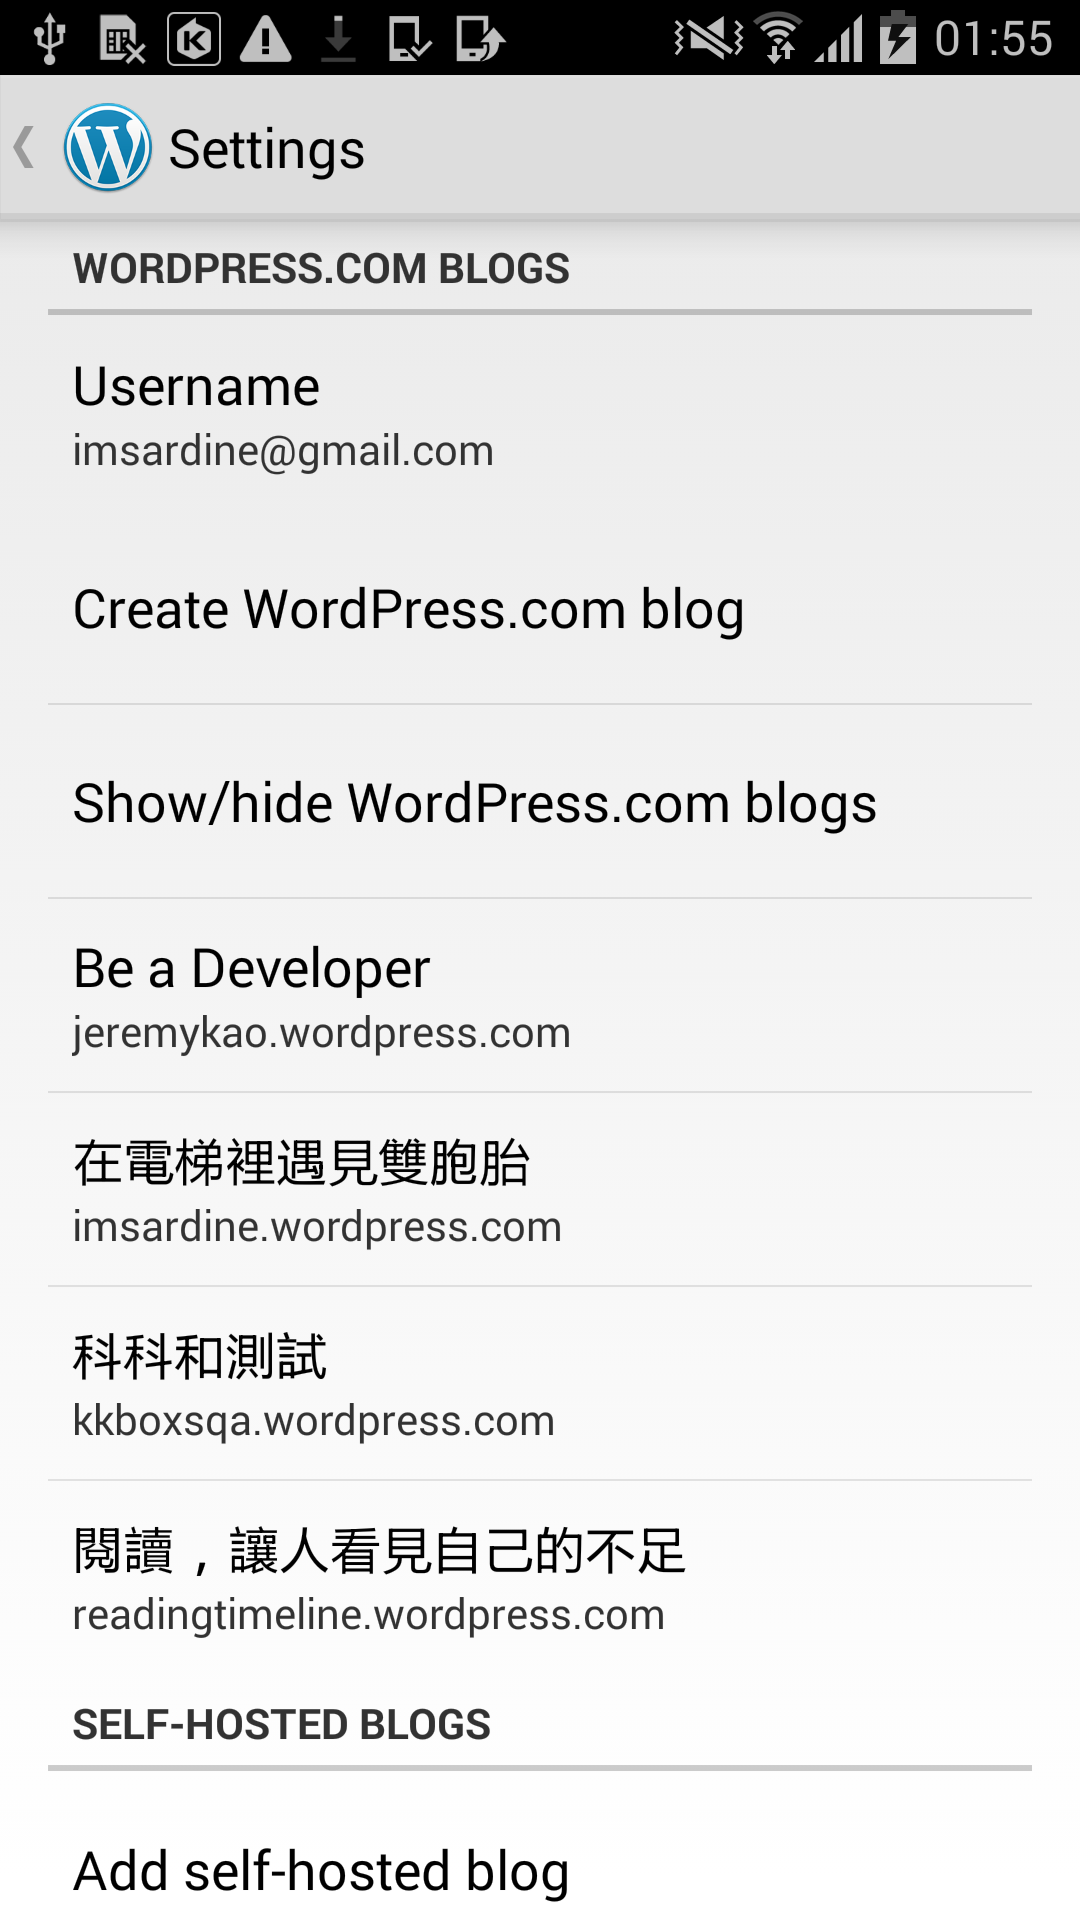 01:55
Settings
WORDPRESS.COM BLOGS
Username
imsardine@gmail.com
Create WordPress.com blog
Show/hide WordPress.com blogs
Be a Developer
jeremykao.wordpress.com
在電梯裡遇見雙胞胎
imsardine.wordpress.com
科科和測試
kkboxsqa.wordpress.com
閱讀，讓人看見自己的不足
readingtimeline.wordpress.com
SELF-HOSTED BLOGS
Add self-hosted blog